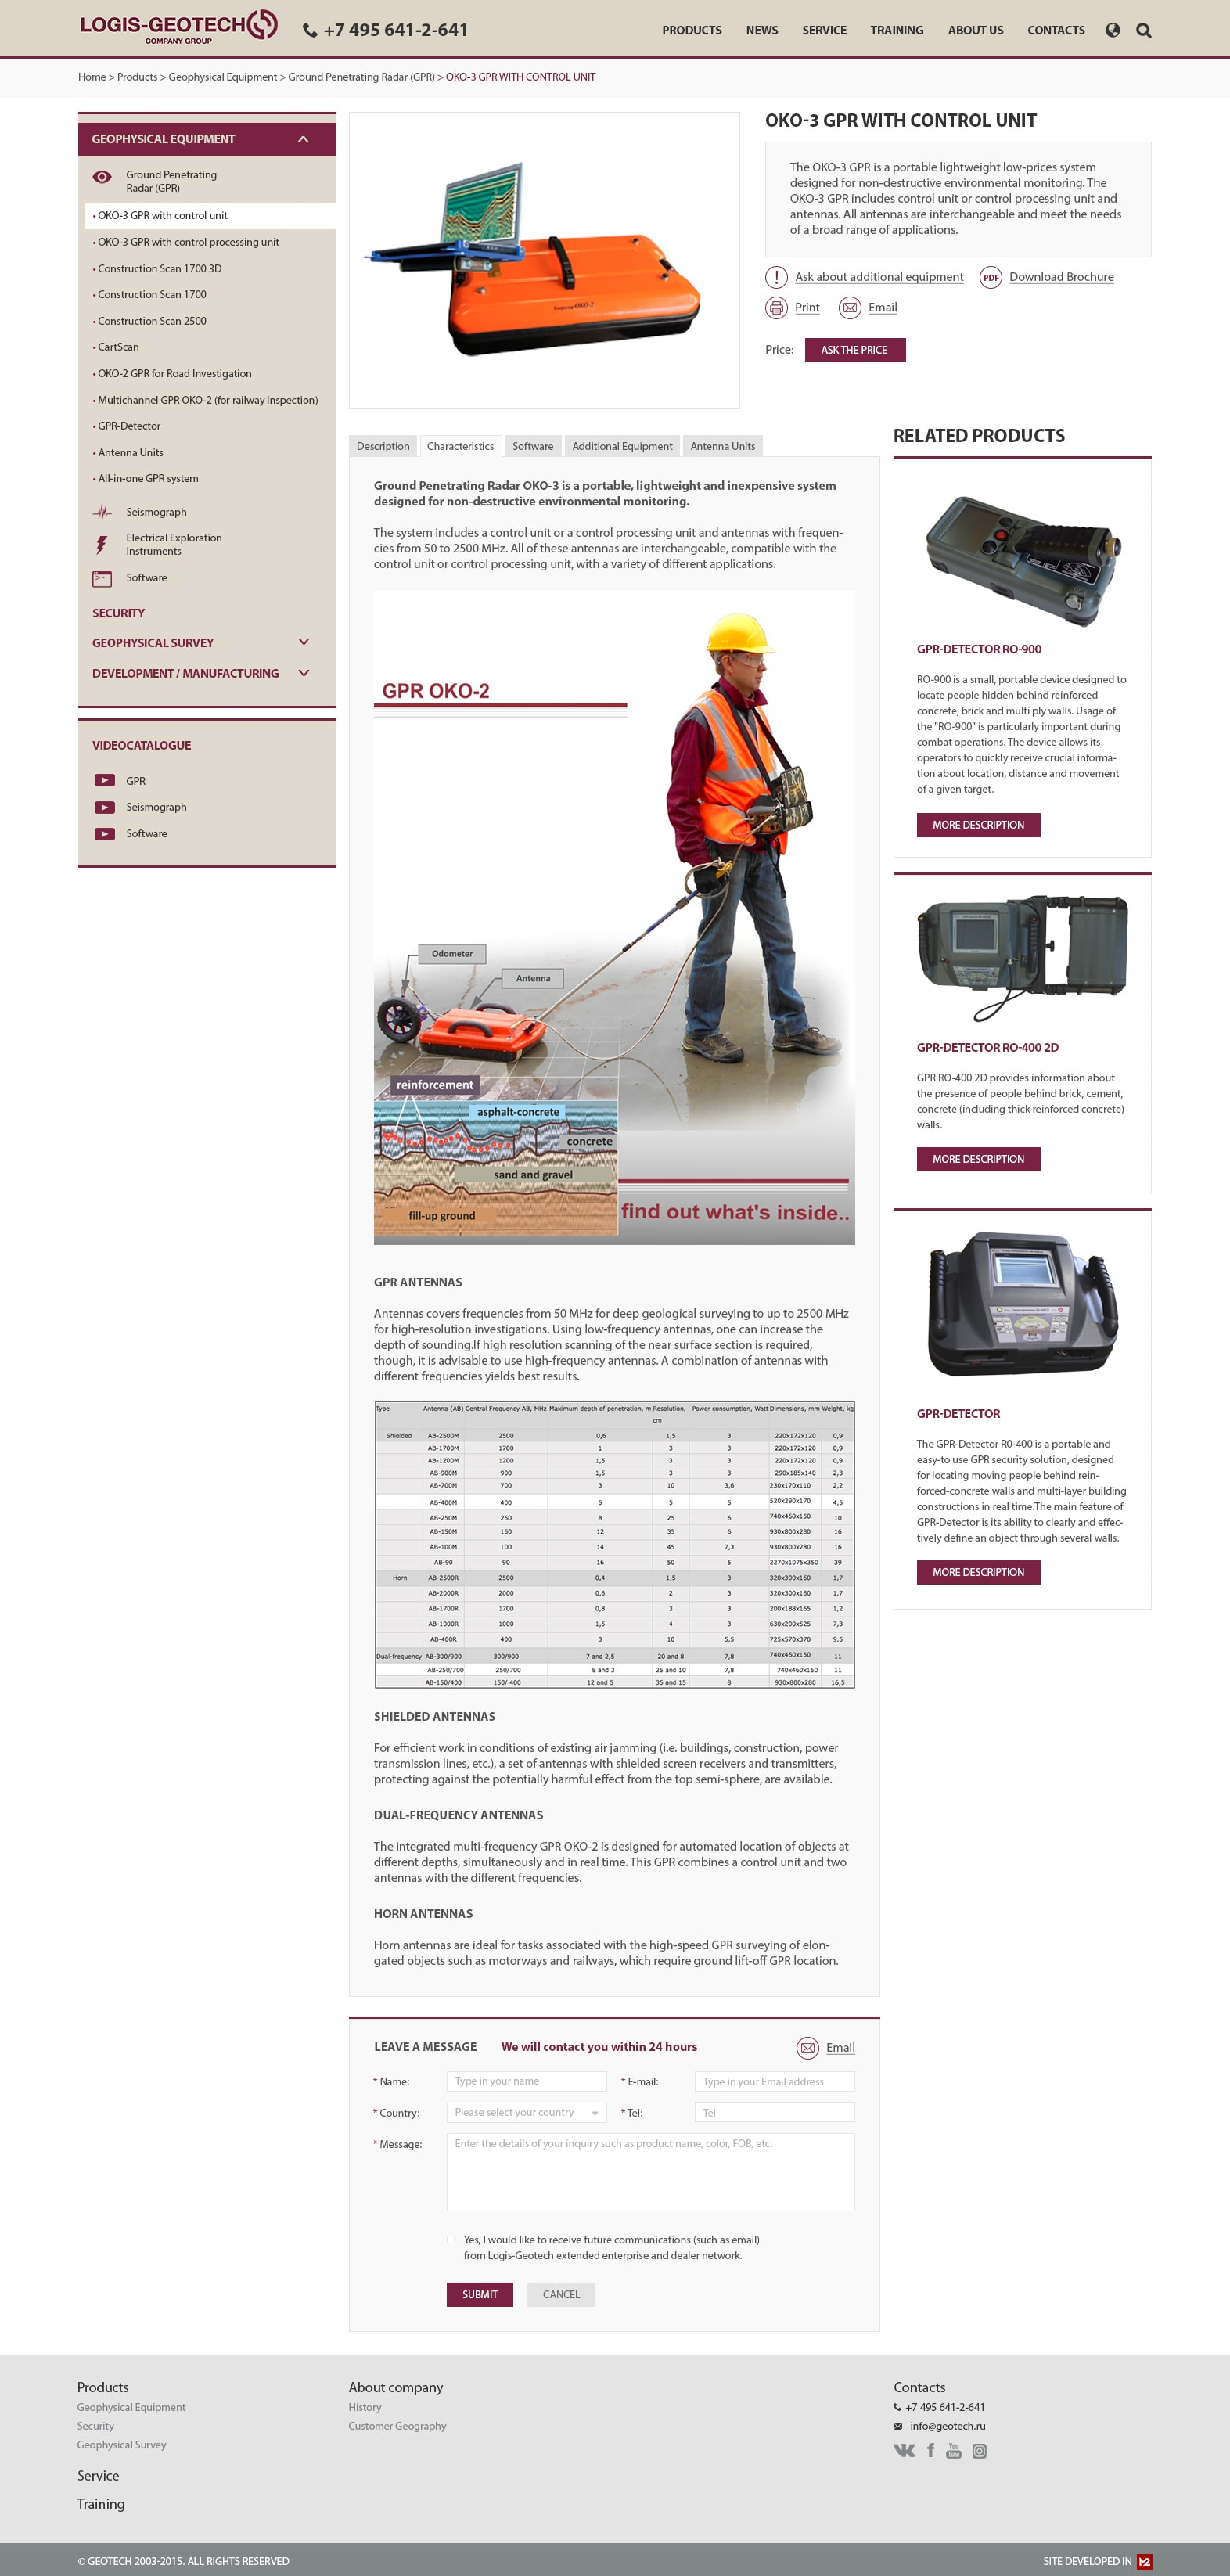 LOGIS-GEOTECH
COMPANY GROUP
+7 495 641-2-641
PRODUCTS NEWS SERVICE TRAINING ABOUT US CONTACTS
Home > Products > Geophysical Equipment > Ground Penetrating Radar (GPR) > OKO-3 GPR WITH CONTROL UNIT
GEOPHYSICAL EQUIPMENT
Ground Penetrating
Radar (GPR)
• OKO-3 GPR with control unit
• OKO-3 GPR with control processing unit
• Construction Scan 1700 3D
• Construction Scan 1700
• Construction Scan 2500
• CartScan
• OKO-2 GPR for Road Investigation
• Multichannel GPR OKO-2 (for railway inspection)
• GPR-Detector
• Antenna Units
• All-in-one GPR system
Seismograph
Electrical Exploration
Instruments
Software
SECURITY
GEOPHYSICAL SURVEY
DEVELOPMENT / MANUFACTURING
VIDEOCATALOGUE
GPR
Seismograph
Software
OKO-3 GPR WITH CONTROL UNIT
The OKO-3 GPR is a portable lightweight low-prices system
designed for non-destructive environmental monitoring. The
OKO-3 GPR includes control unit or control processing unit and
antennas. All antennas are interchangeable and meet the needs
of a broad range of applications.
Ask about additional equipment
PDF Download Brochure
Print Email
Price: ASK THE PRICE
Description Characteristics Software Additional Equipment Antenna Units
Ground Penetrating Radar OKO-3 is a portable, lightweight and inexpensive system
designed for non-destructive environmental monitoring.
The system includes a control unit or a control processing unit and antennas with frequen-
cies from 50 to 2500 MHz. All of these antennas are interchangeable, compatible with the
control unit or control processing unit, with a variety of different applications.
GPR OKO-2
Odometer
Antenna
reinforcement
asphalt-concrete
concrete
sand and gravel
fill-up ground
find out what's inside..
GPR ANTENNAS
Antennas covers frequencies from 50 MHz for deep geological surveying to up to 2500 MHz
for high-resolution investigations. Using low-frequency antennas, one can increase the
depth of sounding.If high resolution scanning of the near surface section is required,
though, it is advisable to use high-frequency antennas. A combination of antennas with
different frequencies yields best results.
Type Antenna (AB) Central Frequency AB, MHz Maximum depth of penetration, m Resolution, cm Power consumption, Watt Dimensions, mm Weight, kg
Shielded AB-2500M 2500 0,6 1,5 3 220x172x120 0,9
AB-1700M 1700 1 3 3 220x172x120 0,9
AB-1200M 1200 1,5 3 3 220x172x120 0,9
AB-900M 900 1,5 3 3 290x185x140 2,3
AB-700M 700 3 10 3,6 230x170x110 2,2
AB-400M 400 5 5 5 520x290x170 4,5
AB-250M 250 8 25 6 740x460x150 10
AB-150M 150 12 35 6 930x800x280 16
AB-100M 100 14 45 7,3 930x800x280 16
AB-90 90 16 50 5 2270x1075x350 39
Horn AB-2500R 2500 0,4 1,5 3 320x300x160 1,7
AB-2000R 2000 0,6 2 3 320x300x160 1,7
AB-1700R 1700 0,8 3 3 200x188x165 1,2
AB-1000R 1000 1,5 4 3 630x200x525 7,3
AB-400R 400 3 10 5,5 725x570x370 9,5
Dual-frequency AB-300/900 300/900 7 and 2,5 20 and 8 7,8 740x460x150 11
AB-250/700 250/700 8 and 3 25 and 10 7,8 740x460x150 11
AB-150/400 150/ 400 12 and 5 35 and 15 8 930x800x280 16,5
SHIELDED ANTENNAS
For efficient work in conditions of existing air jamming (i.e. buildings, construction, power
transmission lines, etc.), a set of antennas with shielded screen receivers and transmitters,
protecting against the potentially harmful effect from the top semi-sphere, are available.
DUAL-FREQUENCY ANTENNAS
The integrated multi-frequency GPR OKO-2 is designed for automated location of objects at
different depths, simultaneously and in real time. This GPR combines a control unit and two
antennas with the different frequencies.
HORN ANTENNAS
Horn antennas are ideal for tasks associated with the high-speed GPR surveying of elon-
gated objects such as motorways and railways, which require ground lift-off GPR location.
RELATED PRODUCTS
GPR-DETECTOR RO-900
RO-900 is a small, portable device designed to
locate people hidden behind reinforced
concrete, brick and multi ply walls. Usage of
the "RO-900" is particularly important during
combat operations. The device allows its
operators to quickly receive crucial informa-
tion about location, distance and movement
of a given target.
MORE DESCRIPTION
GPR-DETECTOR RO-400 2D
GPR RO-400 2D provides information about
the presence of people behind brick, cement,
concrete (including thick reinforced concrete)
walls.
MORE DESCRIPTION
GPR-DETECTOR
The GPR-Detector R0-400 is a portable and
easy-to use GPR security solution, designed
for locating moving people behind rein-
forced-concrete walls and multi-layer building
constructions in real time.The main feature of
GPR-Detector is its ability to clearly and effec-
tively define an object through several walls.
MORE DESCRIPTION
LEAVE A MESSAGE We will contact you within 24 hours Email
* Name: Type in your name * E-mail: Type in your Email address
* Country: Please select your country * Tel: Tel
* Message: Enter the details of your inquiry such as product name, color, FOB, etc.
Yes, I would like to receive future communications (such as email)
from Logis-Geotech extended enterprise and dealer network.
SUBMIT CANCEL
Products
Geophysical Equipment
Security
Geophysical Survey
Service
Training
About company
History
Customer Geography
Contacts
+7 495 641-2-641
info@geotech.ru
You
Tube
© GEOTECH 2003-2015. ALL RIGHTS RESERVED
SITE DEVELOPED IN